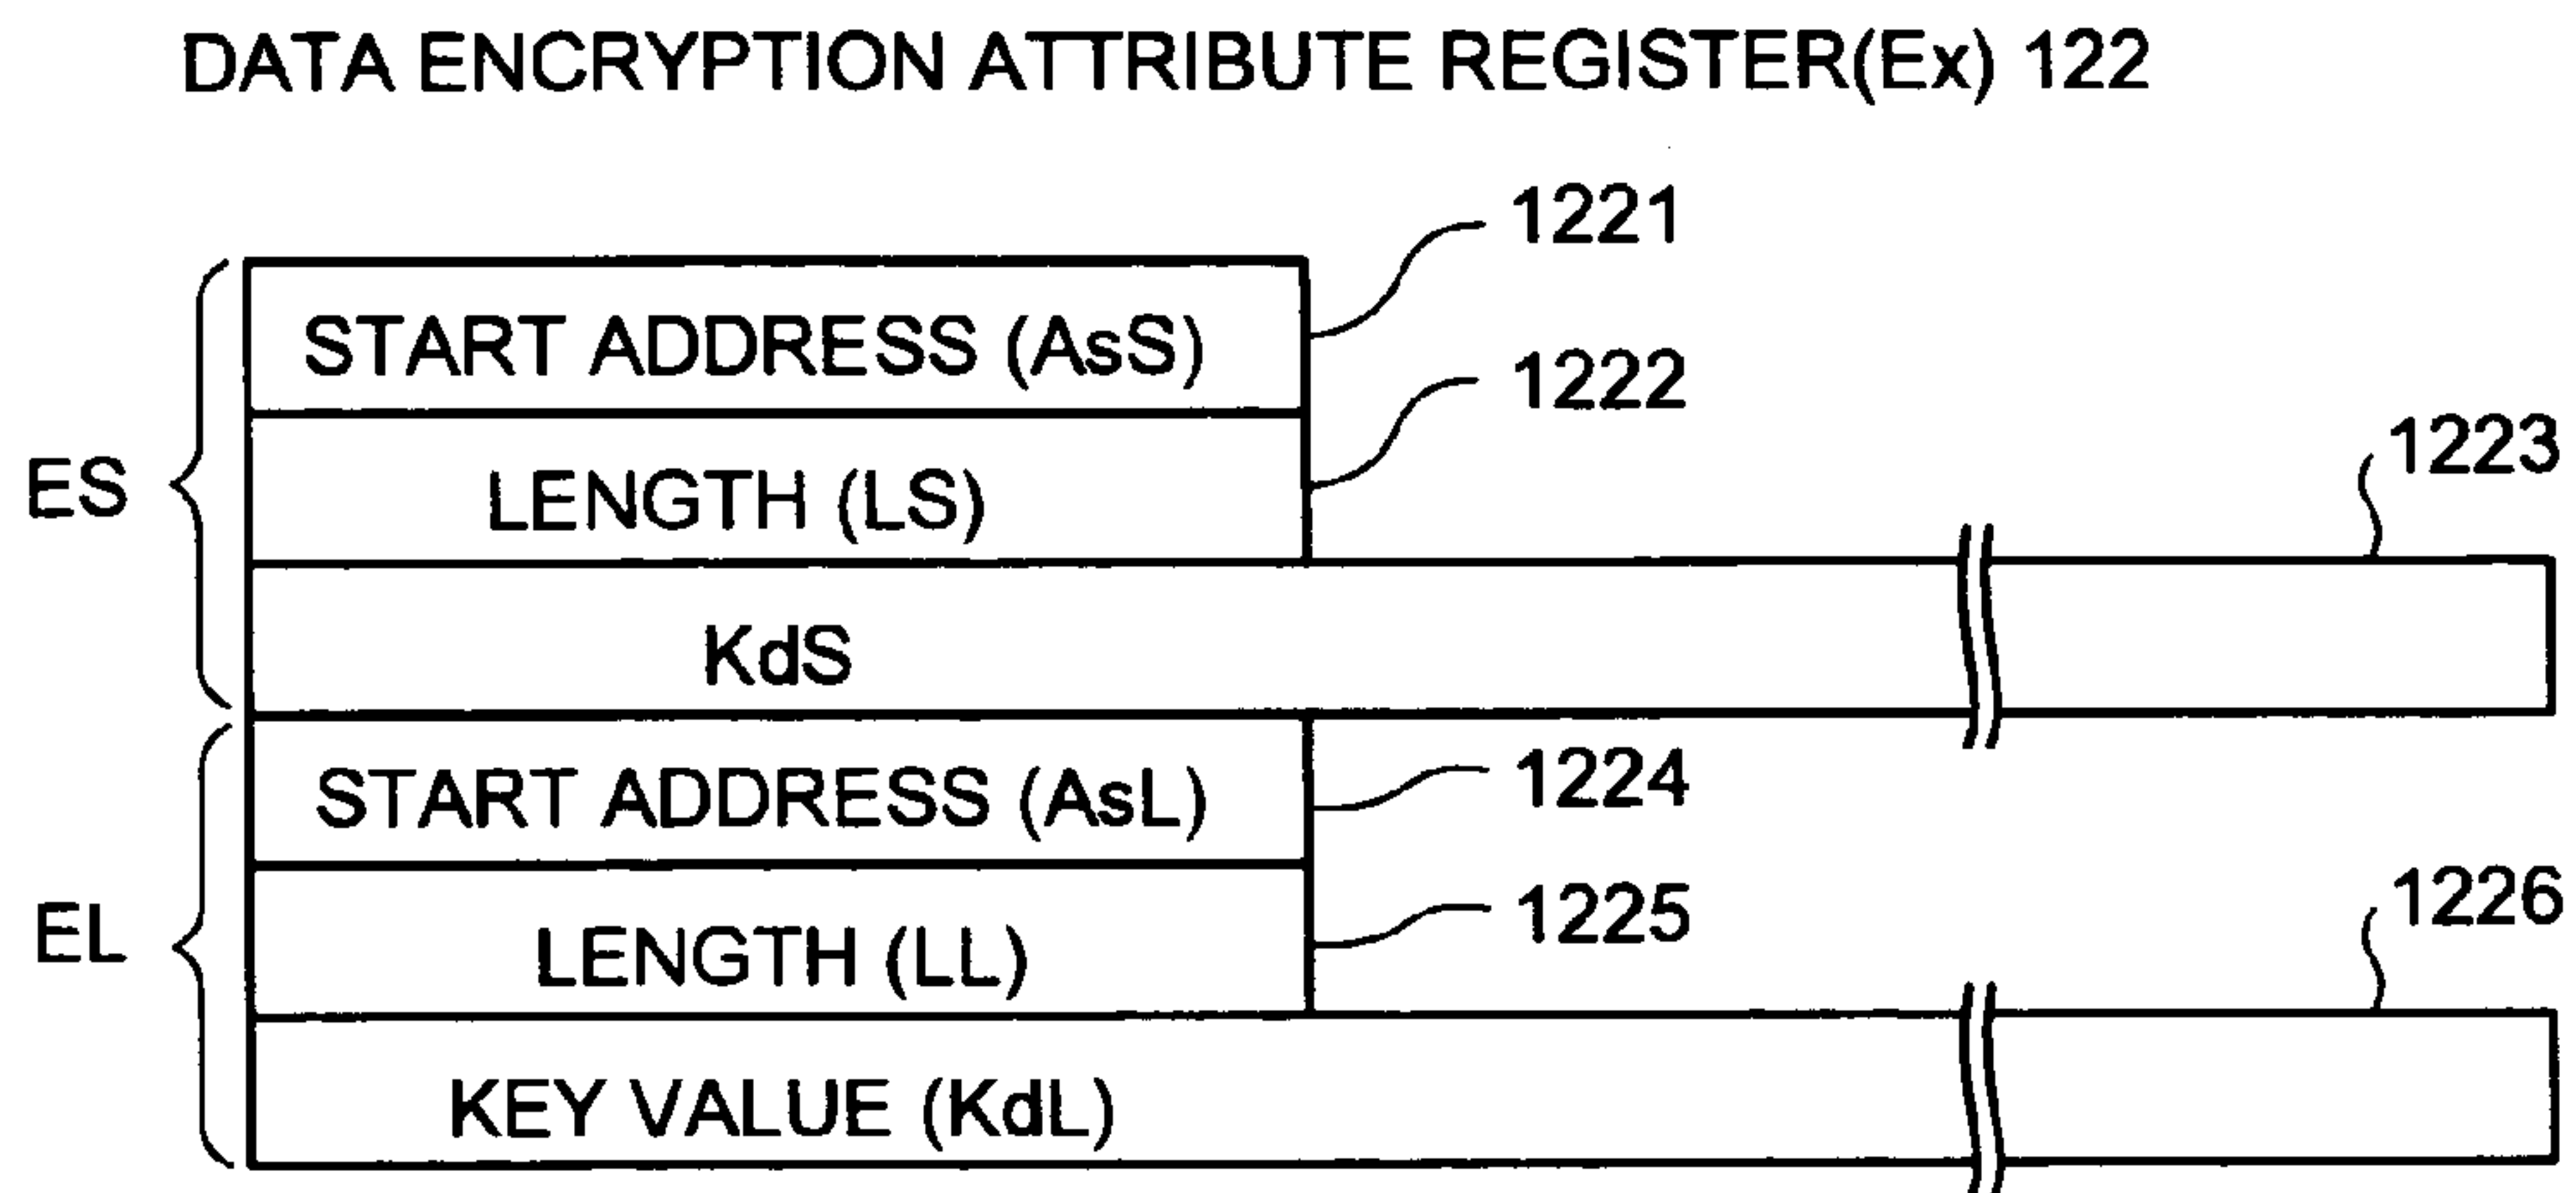 DATA ENCRYPTION ATTRIBUTE REGISTER(Ex) 122
1221
START ADDRESS (AsS)
1222
LENGTH (LS)
ES
1223
KdS
START ADDRESS (AsL)
1224
LENGTH (LL)
1225
EL
1226
KEY VALUE (KdL)